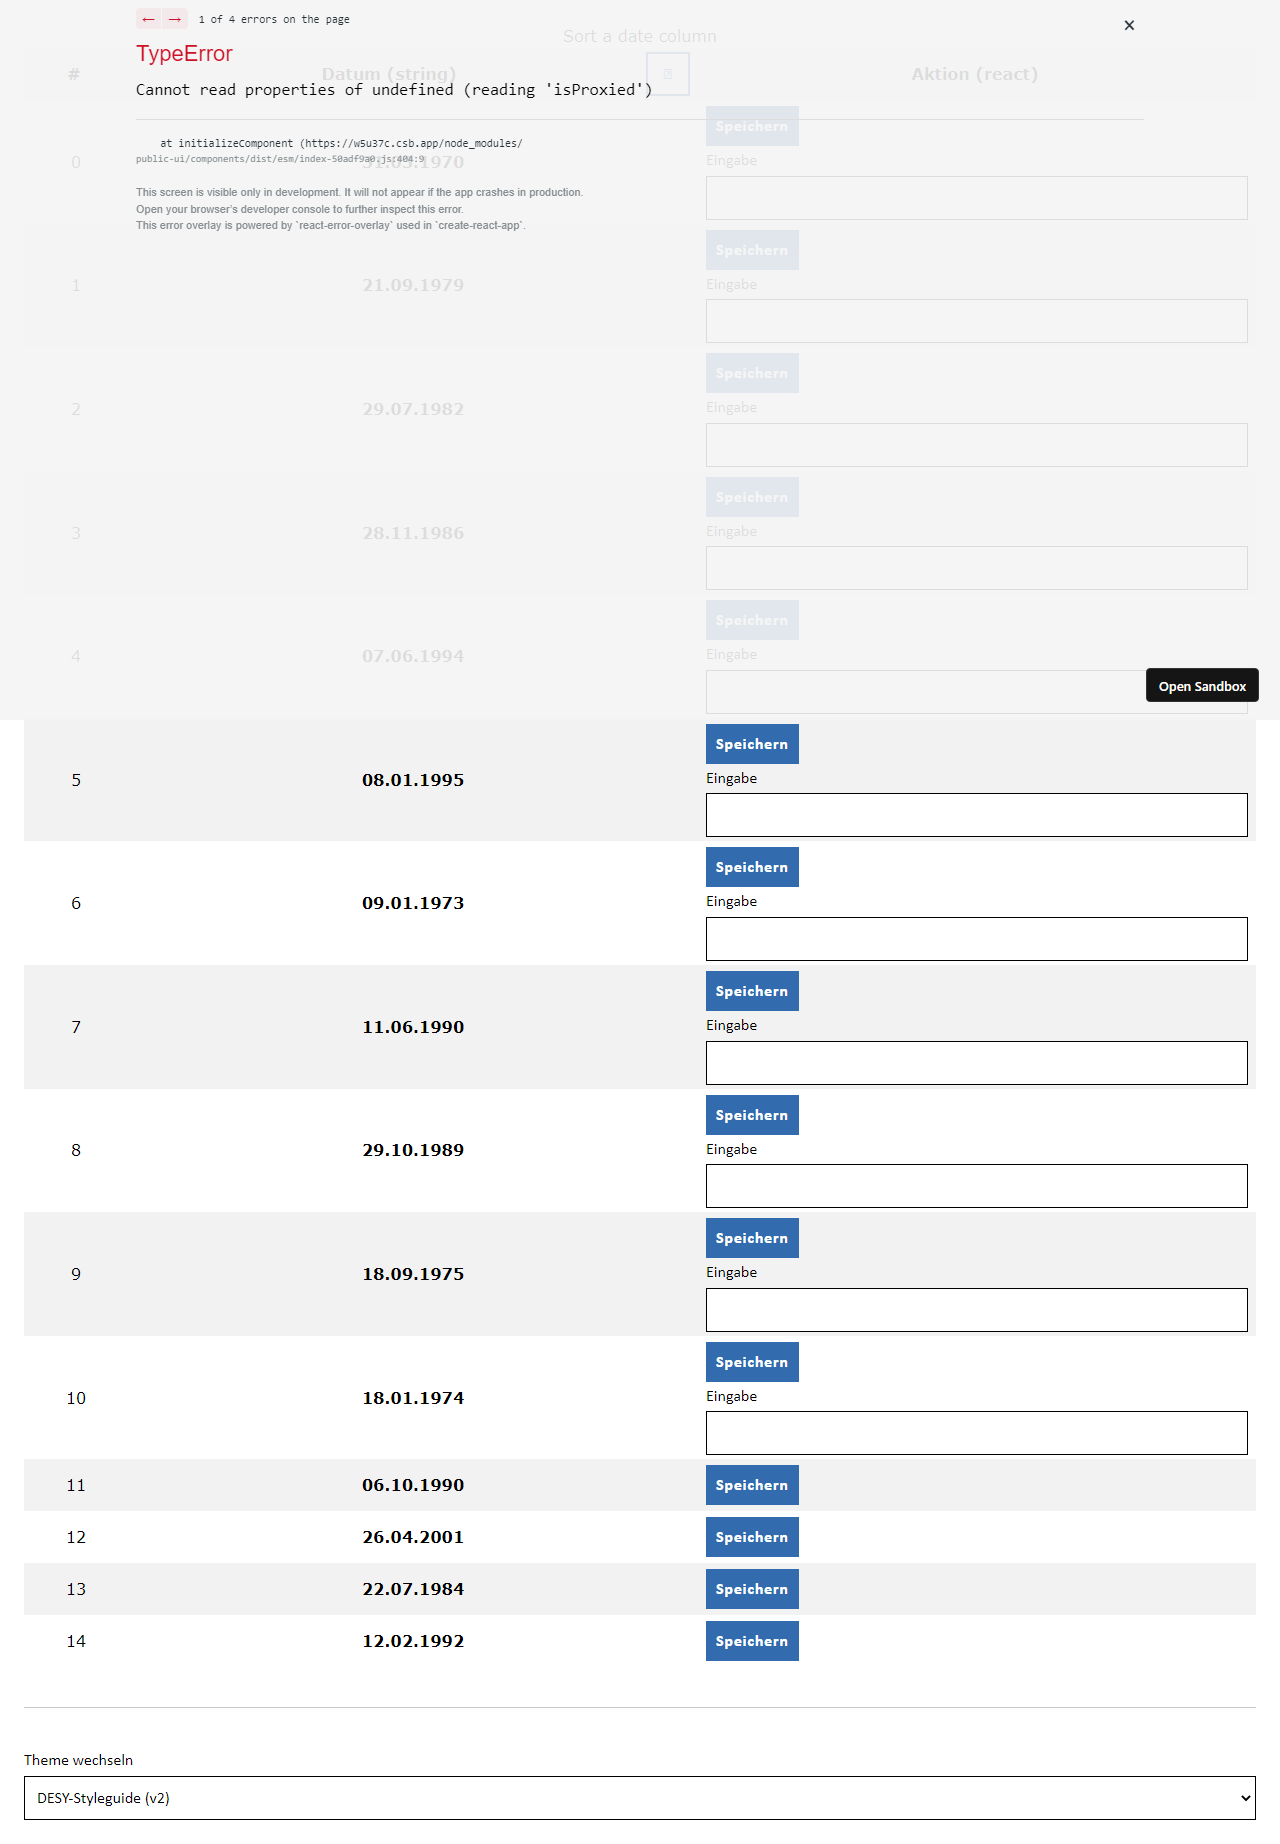 ← → 1 of 4 errors on the page
×
Sort a date column
TypeError
# Datum (string) Aktion (react)
Cannot read properties of undefined (reading 'isProxied')
Speichern
at initializeComponent (https://w5u37c.csb.app/node_modules/
public-ui/components/dist/esm/index-50adf9a0.js:404:9
0 31.05.1970
Eingabe
This screen is visible only in development. It will not appear if the app crashes in production.
Open your browser's developer console to further inspect this error.
This error overlay is powered by `react-error-overlay` used in `create-react-app`.
Speichern
1 21.09.1979
Eingabe
Speichern
2 29.07.1982
Eingabe
Speichern
3 28.11.1986
Eingabe
Speichern
4 07.06.1994
Eingabe
Open Sandbox
Speichern
5 08.01.1995
Eingabe
Speichern
6 09.01.1973
Eingabe
Speichern
7 11.06.1990
Eingabe
Speichern
8 29.10.1989
Eingabe
Speichern
9 18.09.1975
Eingabe
Speichern
10 18.01.1974
Eingabe
11 06.10.1990 Speichern
12 26.04.2001 Speichern
13 22.07.1984 Speichern
14 12.02.1992 Speichern
Theme wechseln
DESY-Styleguide (v2)